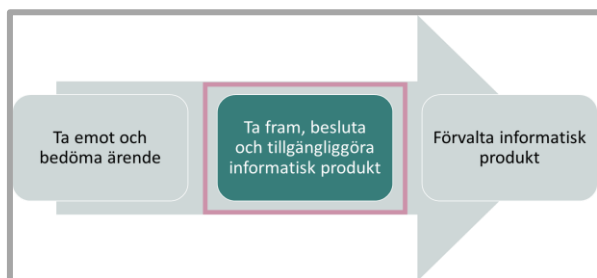 Ta emot och
bedöma ärende
Ta fram, besluta
och tillgängliggöra
informatisk produkt
Förvalta informatisk
produkt